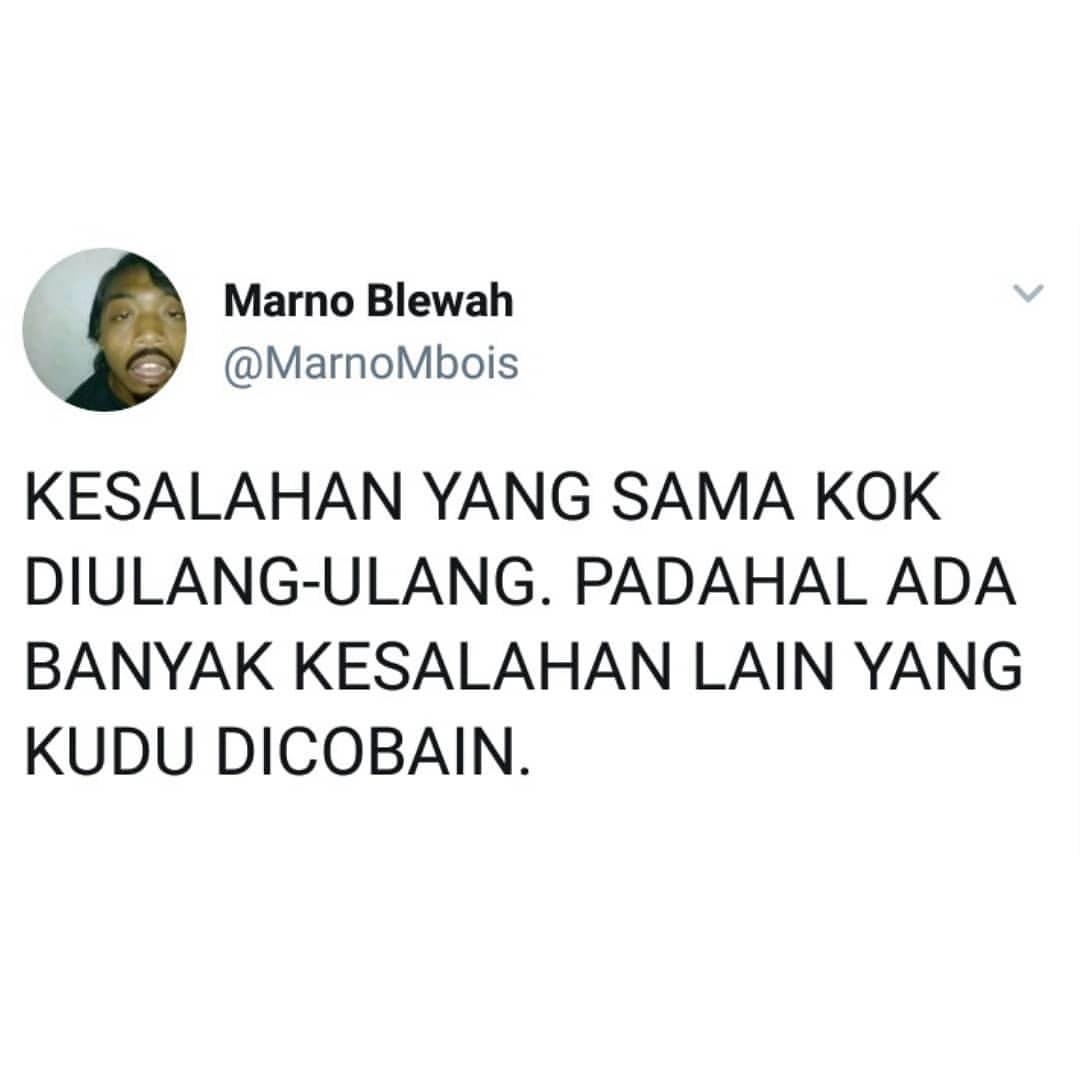 Marno Blewah
@MarnoMbois
KESALAHAN YANG SAMA KOK
DIULANG-ULANG. PADAHAL ADA
BANYAK KESALAHAN LAIN YANG
KUDU DICOBAIN.